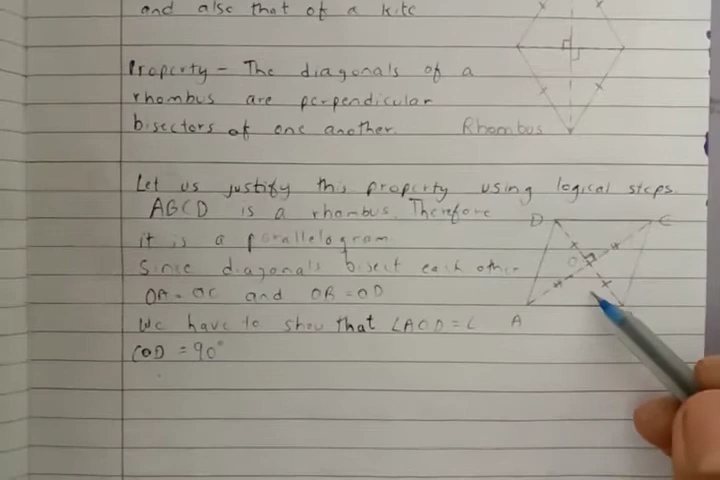 and also that of a kite
Property - The diagonals of a
rhombus are perpendicular
bisectors of one another.
Rhombus
Let us justify this property using logical steps.
ABCD is a rhombus. Therefore
it is a parallelogram
Since diagonals bisect each other
OA = OC and OB = OD
We have to show that ∠AOD = ∠
COD = 90°
D C
O
A